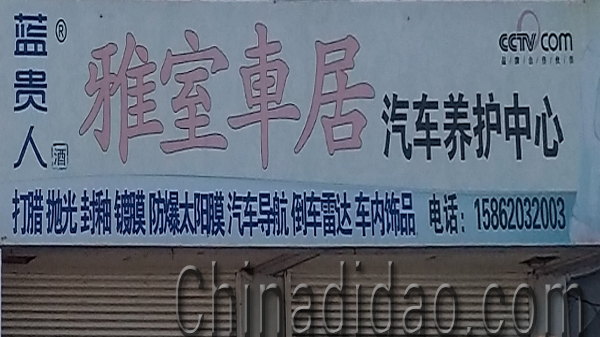 蓝贵人®
酒
雅室車居
汽车养护中心
CCTV.com
打腊 抛光 封釉 镀膜 防爆太阳膜 汽车导航 倒车雷达 车内饰品 电话：15862032003
Chinadidao.com